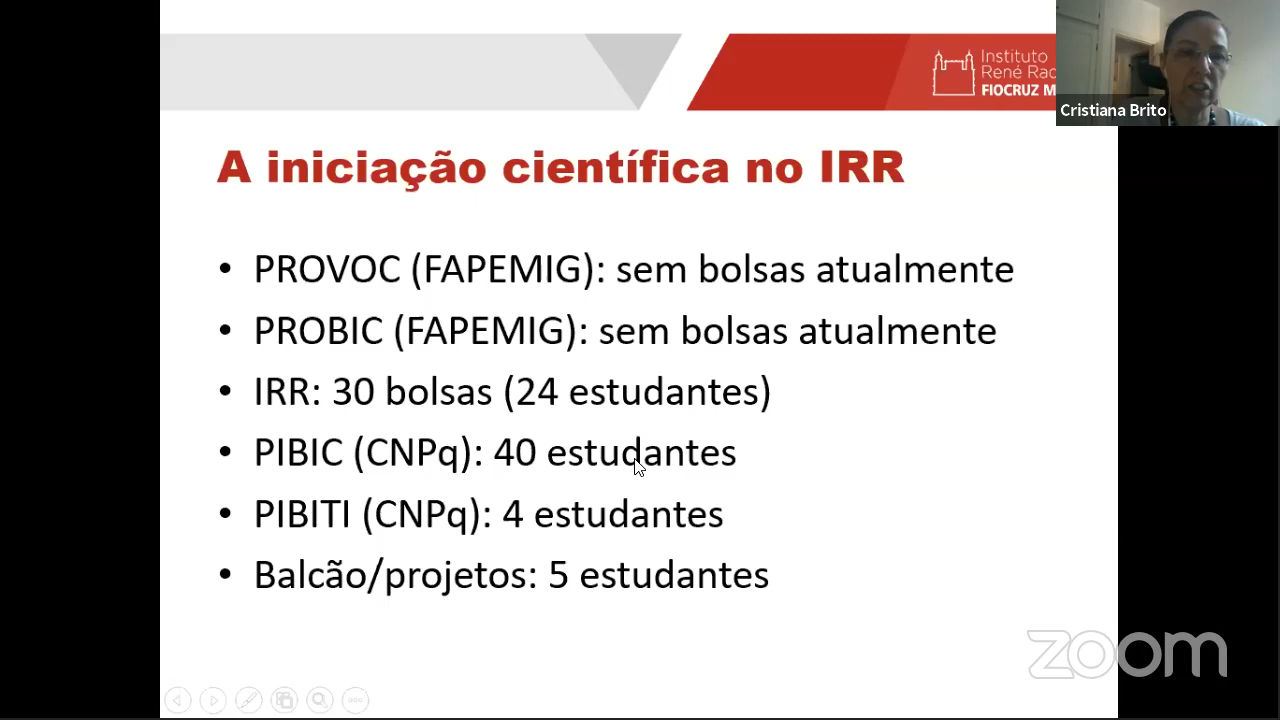 Instituto
René Rac
FIOCRUZ M
Cristiana Brito
A iniciação científica no IRR
• PROVOC (FAPEMIG): sem bolsas atualmente
• PROBIC (FAPEMIG): sem bolsas atualmente
• IRR: 30 bolsas (24 estudantes)
• PIBIC (CNPq): 40 estudantes
• PIBITI (CNPq): 4 estudantes
• Balcão/projetos: 5 estudantes
zoom